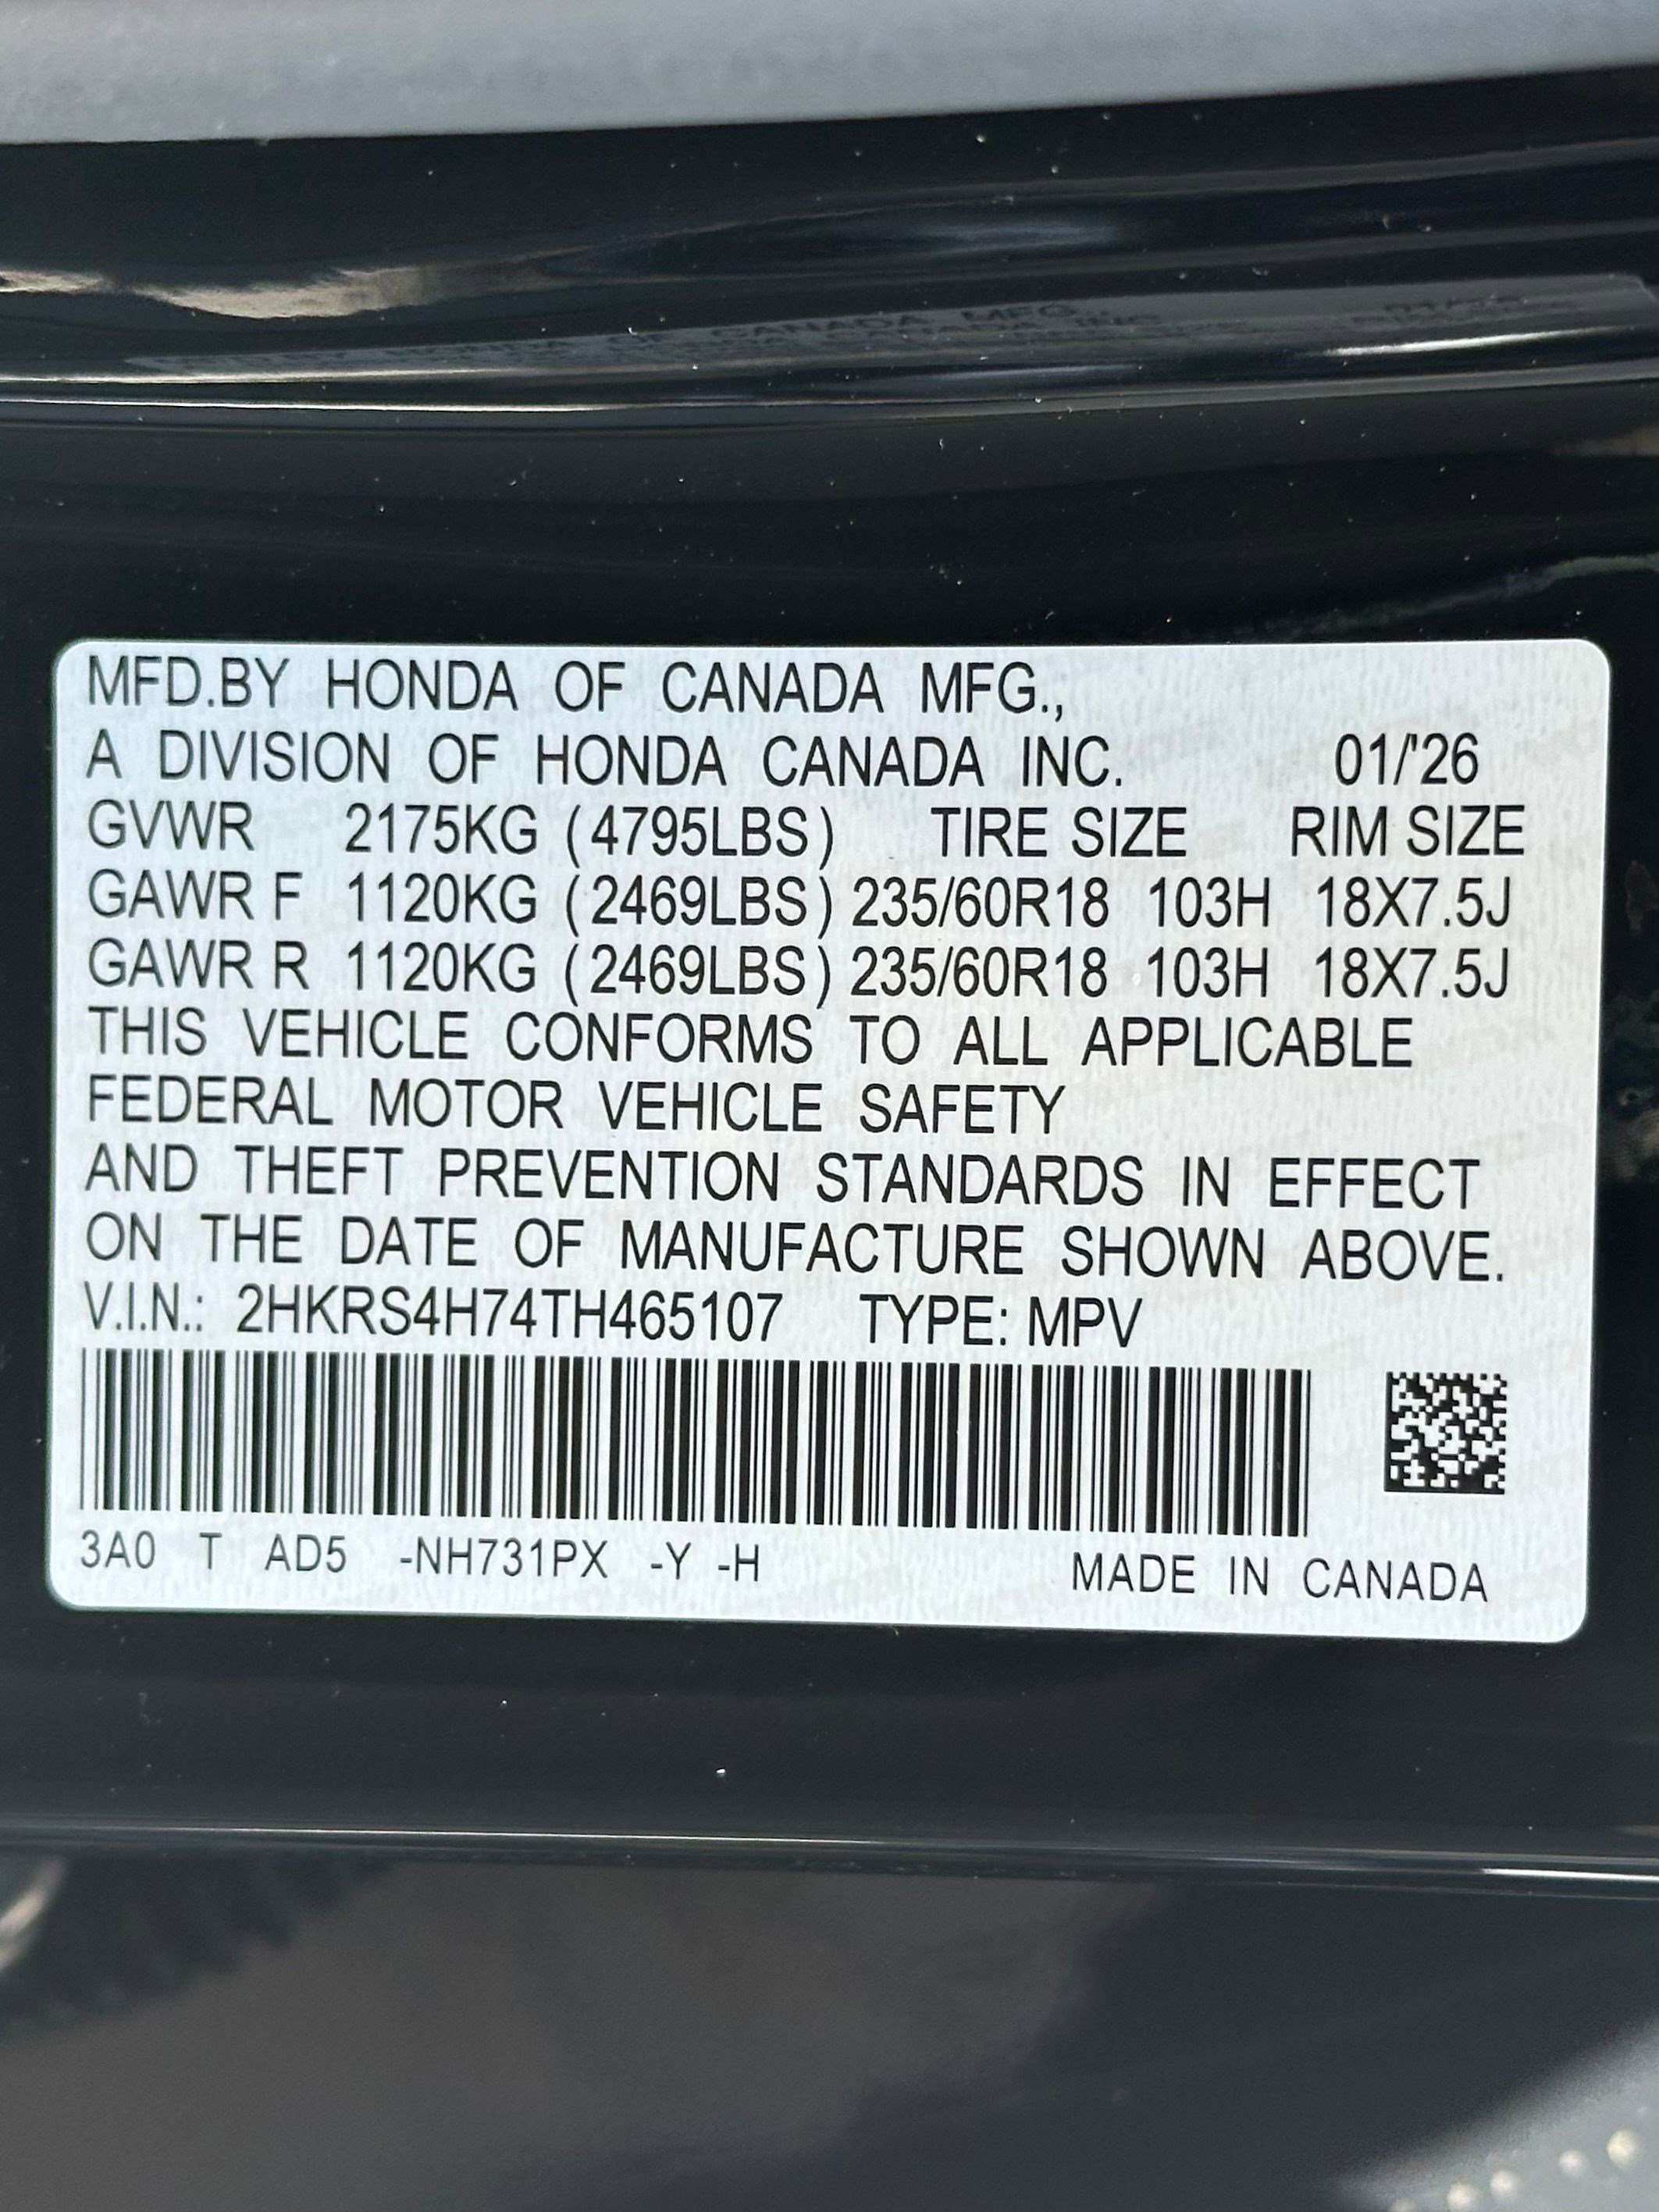 MFD.BY HONDA OF CANADA MFG.,
A DIVISION OF HONDA CANADA INC. 01/'26
GVWR 2175KG (4795LBS) TIRE SIZE RIM SIZE
GAWR F 1120KG (2469LBS) 235/60R18 103H 18X7.5J
GAWR R 1120KG (2469LBS) 235/60R18 103H 18X7.5J
THIS VEHICLE CONFORMS TO ALL APPLICABLE
FEDERAL MOTOR VEHICLE SAFETY
AND THEFT PREVENTION STANDARDS IN EFFECT
ON THE DATE OF MANUFACTURE SHOWN ABOVE.
V.I.N.: 2HKRS4H74TH465107 TYPE: MPV
3A0 T AD5 -NH731PX -Y -H MADE IN CANADA